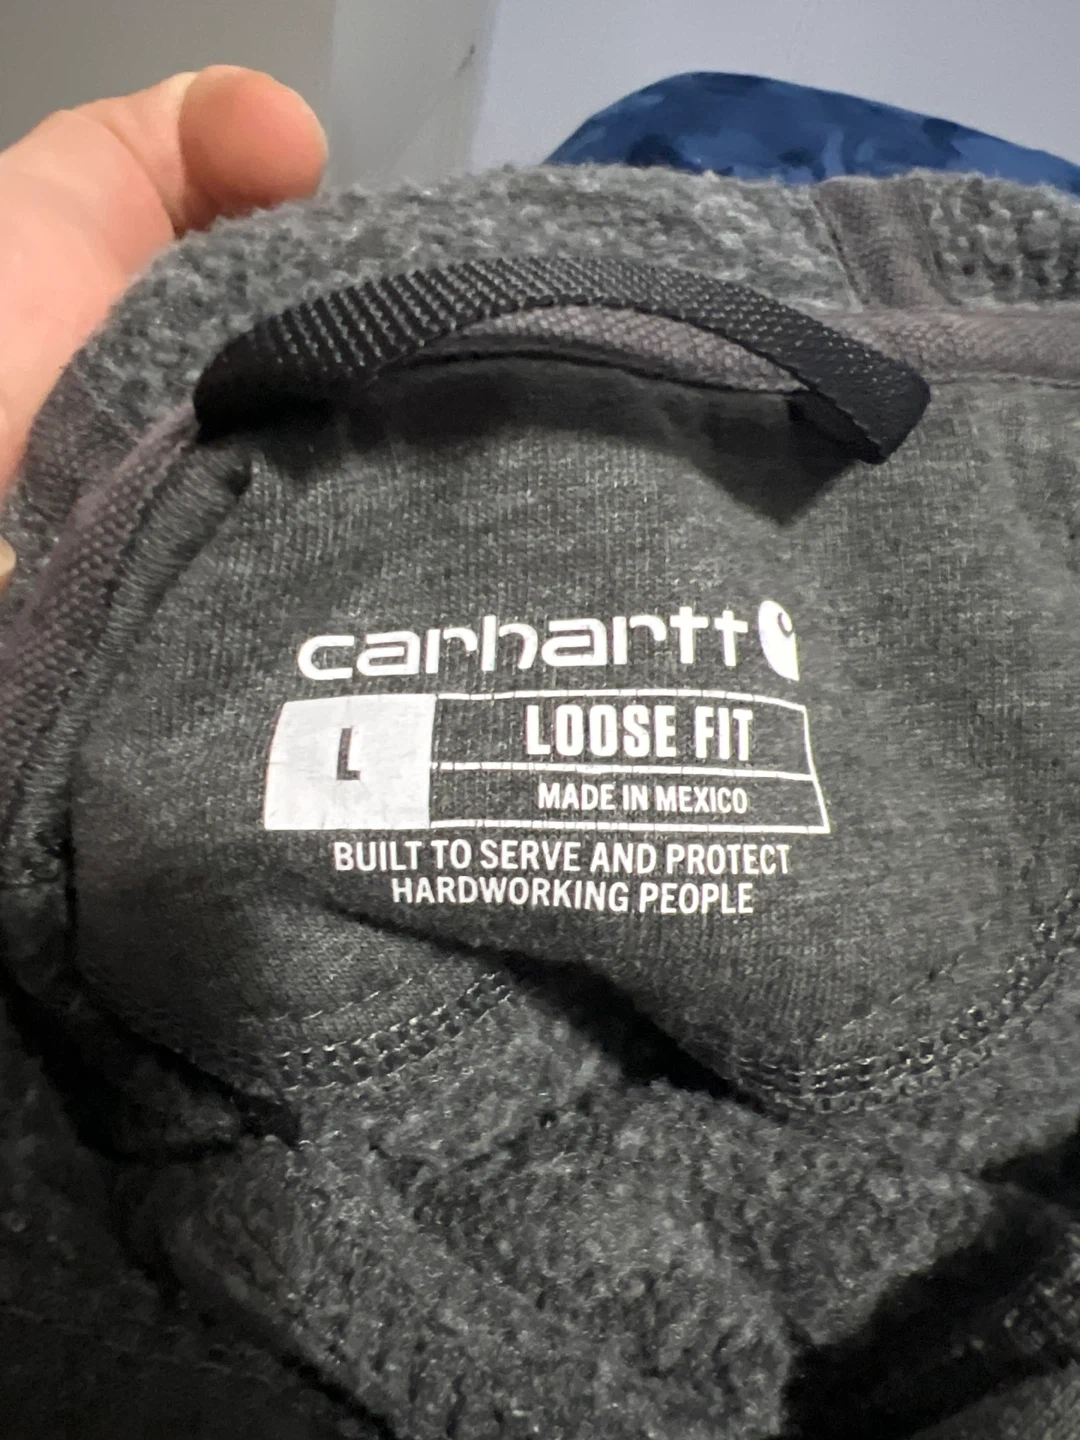 carhartt
L
LOOSE FIT
MADE IN MEXICO
BUILT TO SERVE AND PROTECT
HARDWORKING PEOPLE